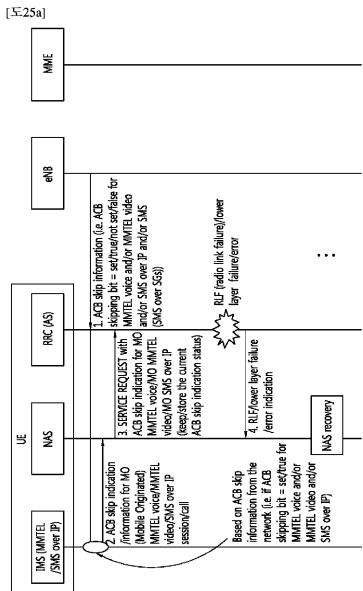 [도25a]
UE
IMS (MMTEL
/SMS over IP)
NAS
RRC (AS)
eNB
MME
1. ACB skip information (i.e. ACB
skipping bit = set/true/not set/false for
MMTEL voice and/or MMTEL video
and/or SMS over IP and/or SMS
(SMS over SGs))
2. ACB skip indication
/information for MO
(Mobile Originated)
MMTEL voice/MMTEL
video/SMS over IP
session/call
3. SERVICE REQUEST with
ACB skip indication for MO
MMTEL voice/MO MMTEL
video/MO SMS over IP
(keep/store the current
ACB skip indication status)
RLF (radio link failure)/lower
layer failure/error
4. RLF/lower layer failure
/error indication
Based on ACB skip
information from the
network (i.e. if ACB
skipping bit = set/true for
MMTEL voice and/or
MMTEL video and/or
SMS over IP)
NAS recovery
...